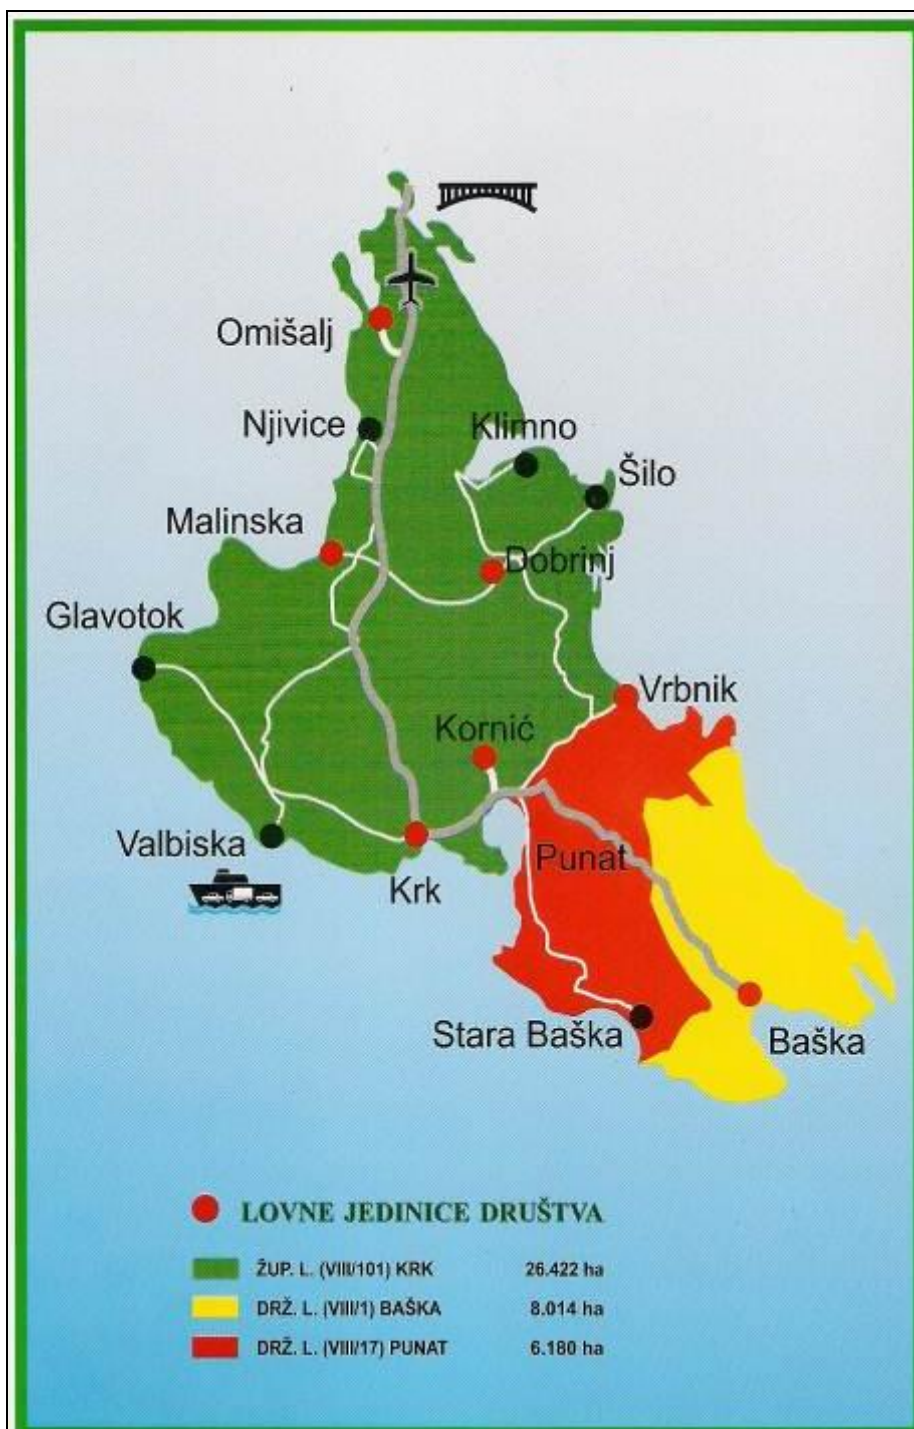 Omišalj
Njivice
Klimno
Šilo
Malinska
Dobrinj
Glavotok
Vrbnik
Kornić
Valbiska
Punat
Krk
Stara Baška
Baška
LOVNE JEDINICE DRUŠTVA
ŽUP. L. (VIII/101) KRK 26.422 ha
DRŽ. L. (VIII/1) BAŠKA 8.014 ha
DRŽ. L. (VIII/17) PUNAT 6.180 ha